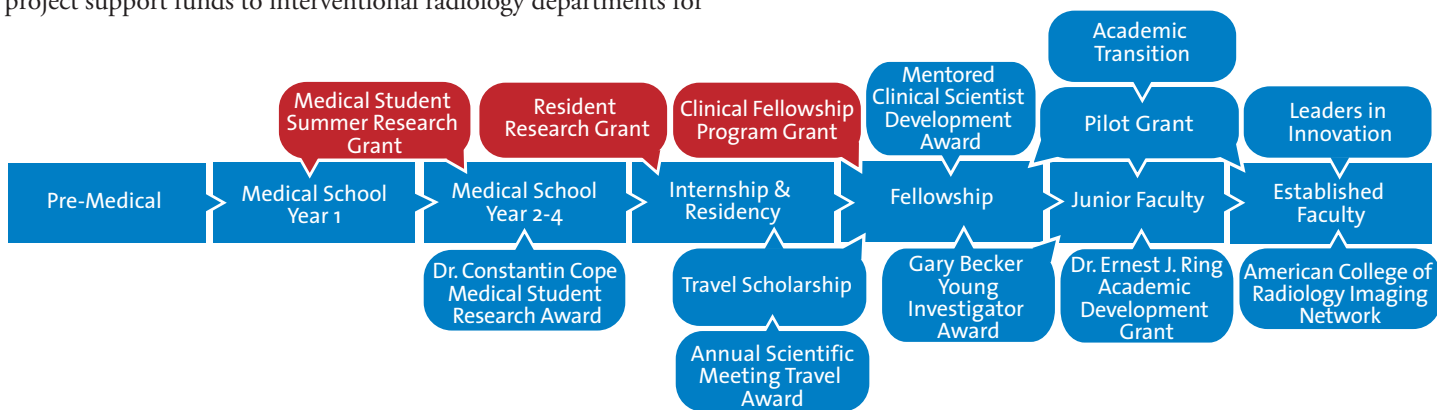 project support funds to interventional radiology departments for
Academic
Transition
Medical Student
Summer Research
Grant
Resident
Research Grant
Clinical Fellowship
Program Grant
Mentored
Clinical Scientist
Development
Award
Pilot Grant
Leaders in
Innovation
Pre-Medical
Medical School
Year 1
Medical School
Year 2-4
Internship &
Residency
Fellowship
Junior Faculty
Established
Faculty
Dr. Constantin Cope
Medical Student
Research Award
Travel Scholarship
Annual Scientific
Meeting Travel
Award
Gary Becker
Young
Investigator
Award
Dr. Ernest J. Ring
Academic
Development
Grant
American College of
Radiology Imaging
Network